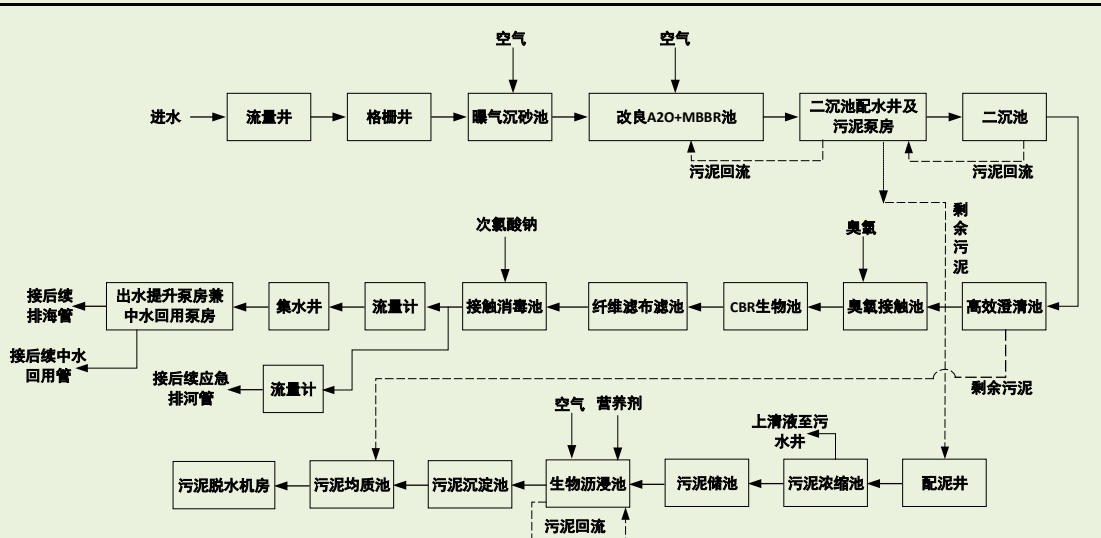 空气
空气
进水
流量井
格栅井
曝气沉砂池
改良A2O+MBBR池
二沉池配水井及
污泥泵房
二沉池
污泥回流
污泥回流
剩余污泥
次氯酸钠
臭氧
接后续
排海管
出水提升泵房兼
中水回用泵房
集水井
流量计
接触消毒池
纤维滤布滤池
CBR生物池
臭氧接触池
高效澄清池
接后续中水
回用管
接后续应急
排河管
流量计
剩余污泥
空气
营养剂
上清液至污
水井
污泥脱水机房
污泥均质池
污泥沉淀池
生物沥浸池
污泥储池
污泥浓缩池
配泥井
污泥回流